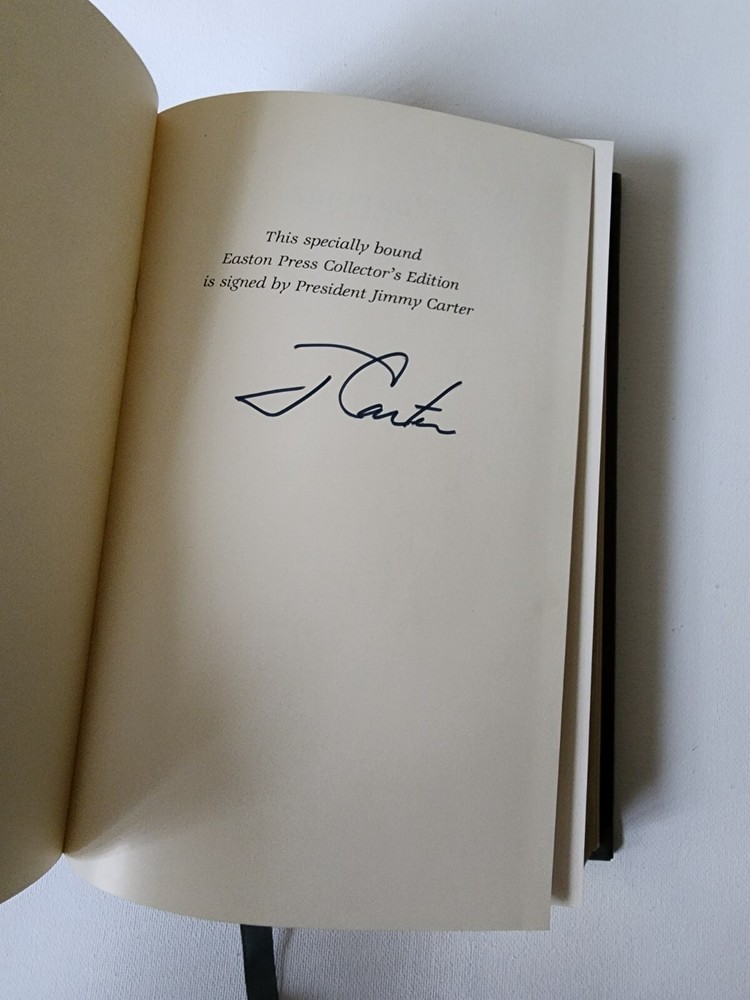 This specially bound
Easton Press Collector's Edition
is signed by President Jimmy Carter
J Carter